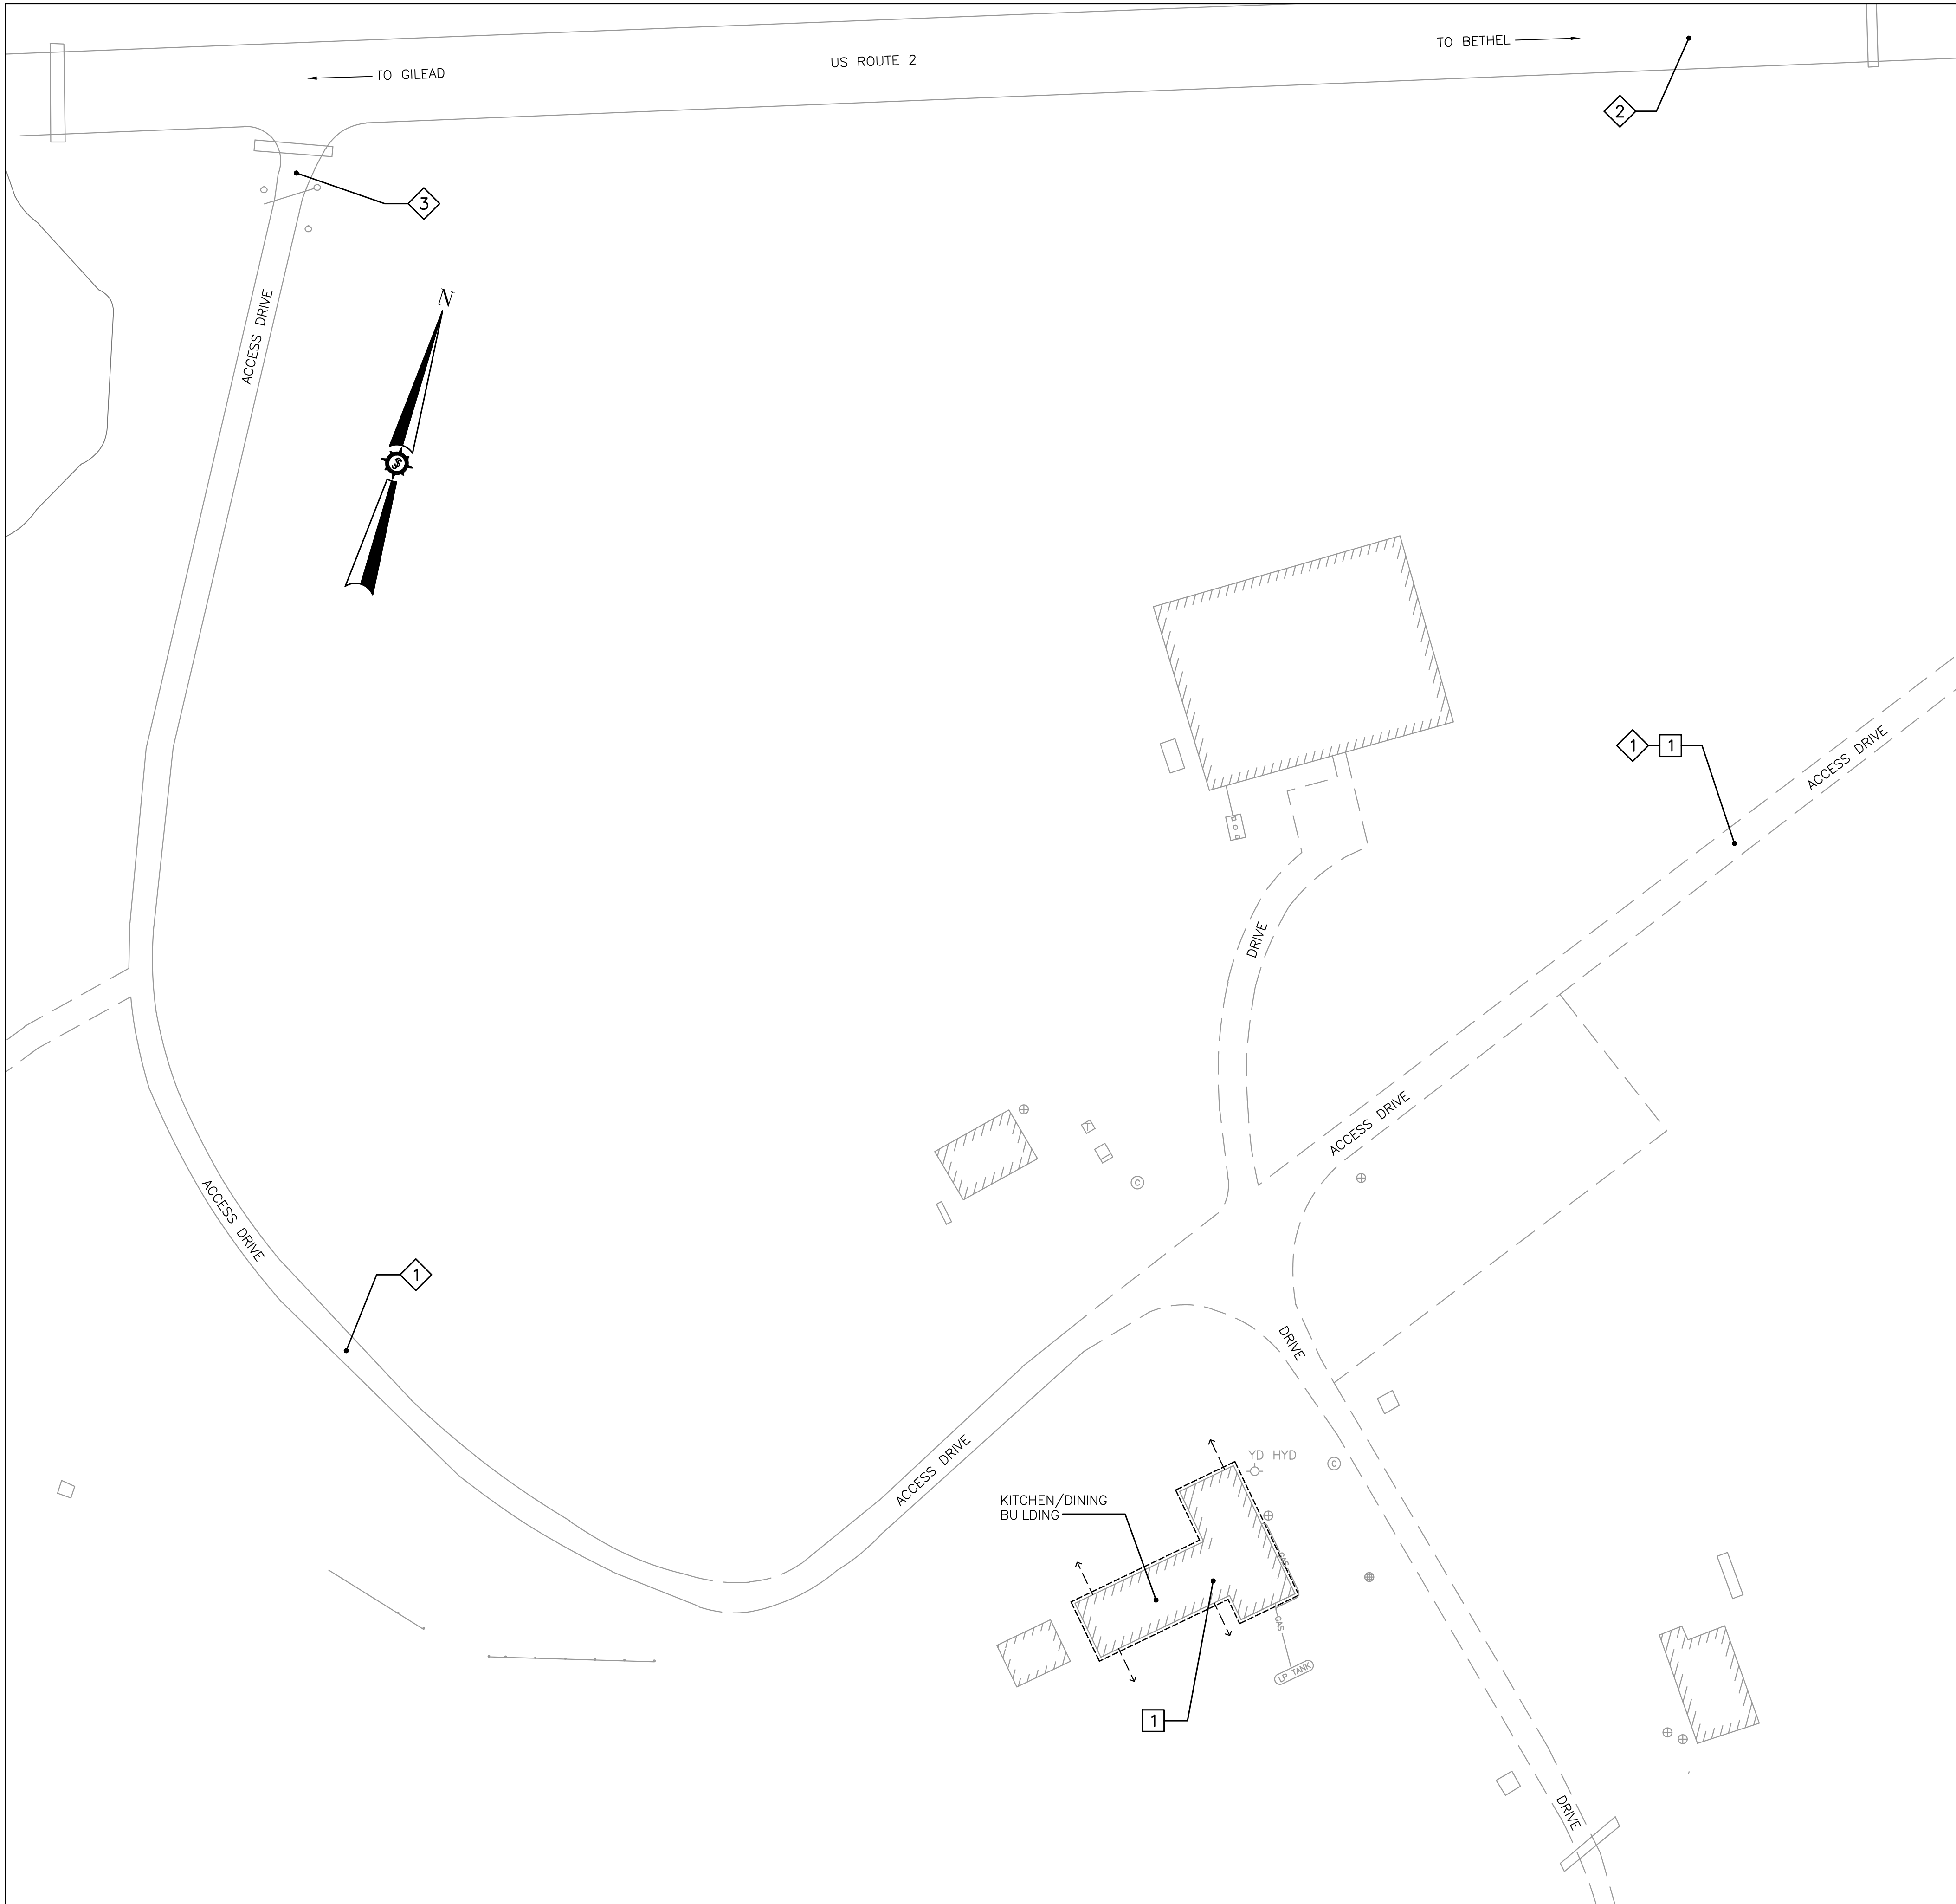 TO GILEAD
US ROUTE 2
TO BETHEL
2
3
ACCESS DRIVE
N
1 1
ACCESS DRIVE
DRIVE
ACCESS DRIVE
C
ACCESS DRIVE
1
DRIVE
ACCESS DRIVE
YD HYD
C
KITCHEN/DINING
BUILDING
GAS
GAS
LP TANK
1
DRIVE